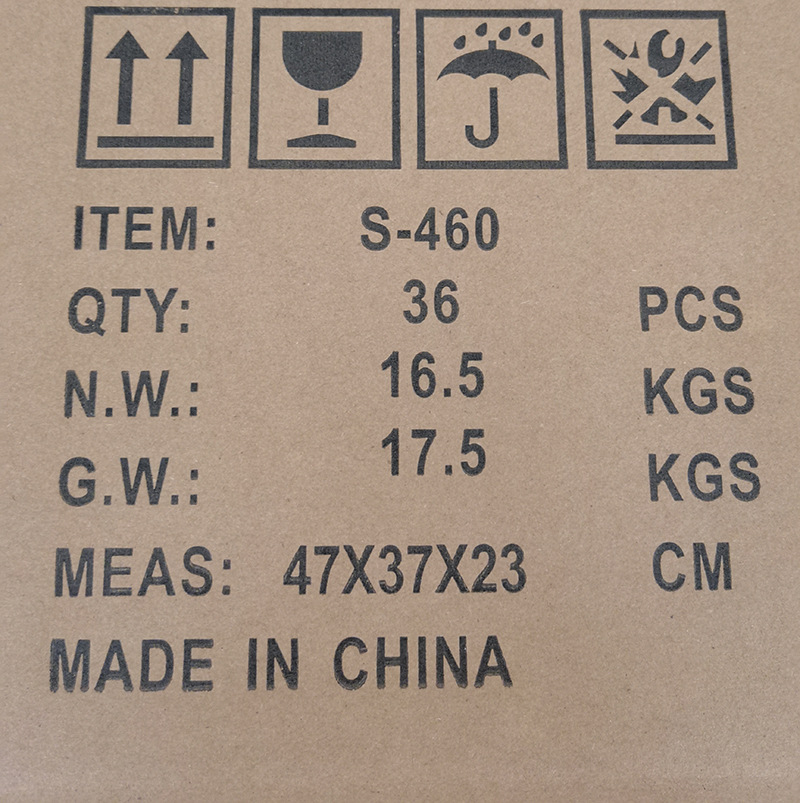 ITEM: S-460
QTY: 36 PCS
N.W.: 16.5 KGS
G.W.: 17.5 KGS
MEAS: 47X37X23 CM
MADE IN CHINA